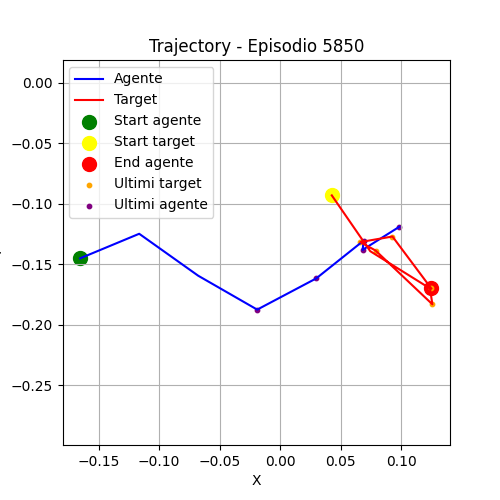 Trajectory - Episodio 5850
Agente
Target
Start agente
Start target
End agente
Ultimi target
Ultimi agente
0.00
−0.05
−0.10
−0.15
−0.20
−0.25
−0.15
−0.10
−0.05
0.00
0.05
0.10
X